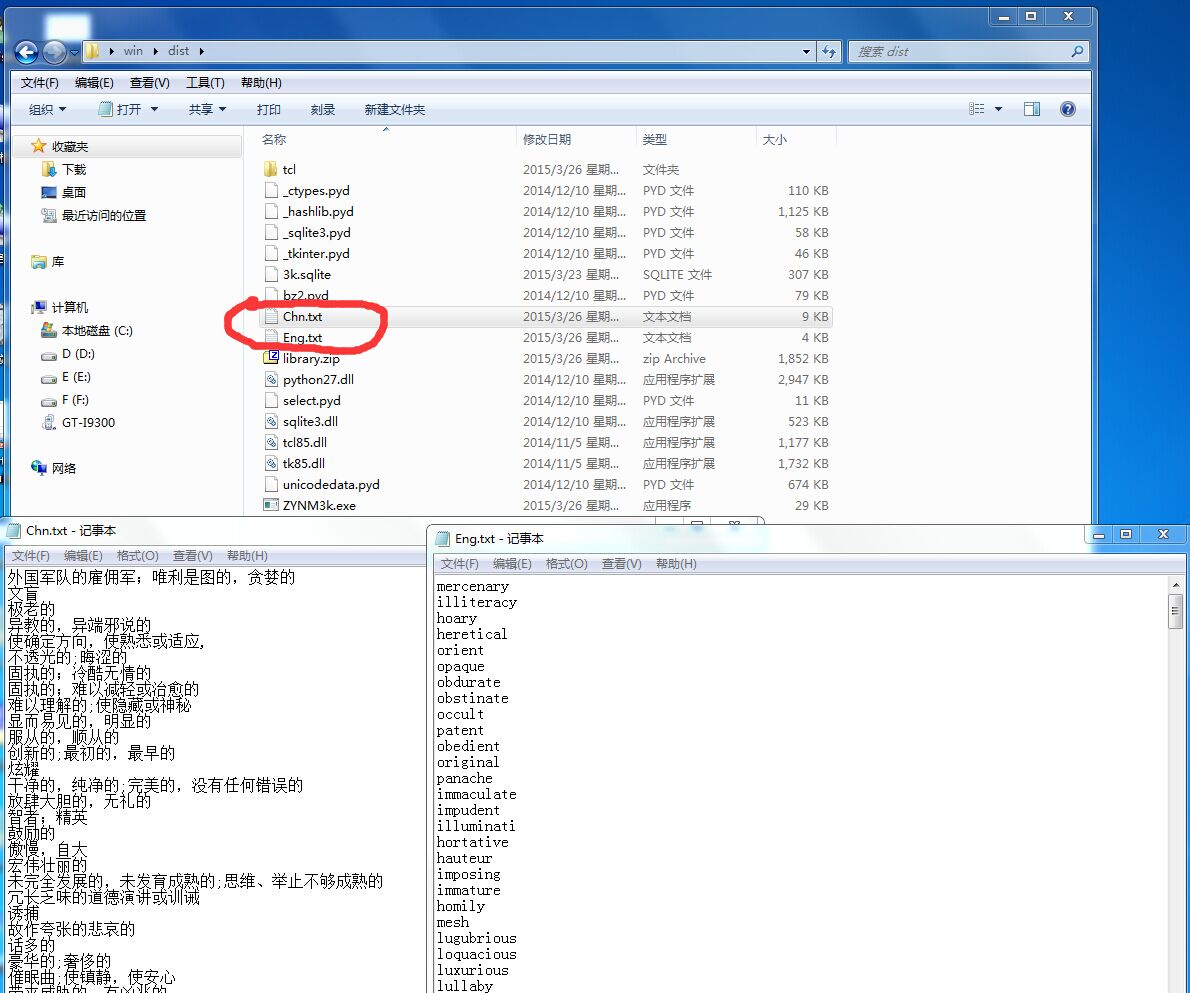 win dist
搜索 dist
文件(F) 编辑(E) 查看(V) 工具(T) 帮助(H)
组织 打开 共享 打印 刻录 新建文件夹
名称 修改日期 类型 大小
收藏夹
下载
桌面
最近访问的位置
库
计算机
本地磁盘 (C:)
D (D:)
E (E:)
F (F:)
GT-I9300
网络
tcl 2015/3/26 星期... 文件夹
_ctypes.pyd 2014/12/10 星期... PYD 文件 110 KB
_hashlib.pyd 2014/12/10 星期... PYD 文件 1,125 KB
_sqlite3.pyd 2014/12/10 星期... PYD 文件 58 KB
_tkinter.pyd 2014/12/10 星期... PYD 文件 46 KB
3k.sqlite 2015/3/23 星期... SQLITE 文件 307 KB
bz2.pyd 2014/12/10 星期... PYD 文件 79 KB
Chn.txt 2015/3/26 星期... 文本文档 9 KB
Eng.txt 2015/3/26 星期... 文本文档 4 KB
library.zip 2015/3/26 星期... zip Archive 1,852 KB
python27.dll 2014/12/10 星期... 应用程序扩展 2,947 KB
select.pyd 2014/12/10 星期... PYD 文件 11 KB
sqlite3.dll 2014/12/10 星期... 应用程序扩展 523 KB
tcl85.dll 2014/11/5 星期... 应用程序扩展 1,177 KB
tk85.dll 2014/11/5 星期... 应用程序扩展 1,732 KB
unicodedata.pyd 2014/12/10 星期... PYD 文件 674 KB
ZYNM3k.exe 2015/3/26 星期... 应用程序 29 KB
Chn.txt - 记事本
文件(F) 编辑(E) 格式(O) 查看(V) 帮助(H)
外国军队的雇佣军；唯利是图的，贪婪的
文盲
极老的
异教的，异端邪说的
使确定方向，使熟悉或适应,
不透光的;晦涩的
固执的；冷酷无情的
固执的；难以减轻或治愈的
难以理解的;使隐藏或神秘
显而易见的，明显的
服从的，顺从的
创新的;最初的，最早的
炫耀
干净的，纯净的;完美的，没有任何错误的
放肆大胆的，无礼的
智者；精英
鼓励的
傲慢，自大
宏伟壮丽的
未完全发展的，未发育成熟的;思维、举止不够成熟的
冗长乏味的道德演讲或训诫
诱捕
故作夸张的悲哀的
话多的
豪华的;奢侈的
催眠曲;使镇静，使安心
Eng.txt - 记事本
文件(F) 编辑(E) 格式(O) 查看(V) 帮助(H)
mercenary
illiteracy
hoary
heretical
orient
opaque
obdurate
obstinate
occult
patent
obedient
original
panache
immaculate
impudent
illuminati
hortative
hauteur
imposing
immature
homily
mesh
lugubrious
loquacious
luxurious
lullaby